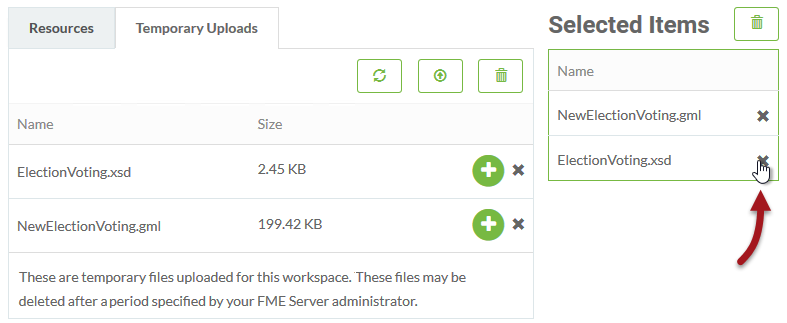 Resources
Temporary Uploads
Name Size
ElectionVoting.xsd 2.45 KB
NewElectionVoting.gml 199.42 KB
These are temporary files uploaded for this workspace. These files may be
deleted after a period specified by your FME Server administrator.
Selected Items
Name
NewElectionVoting.gml
ElectionVoting.xsd